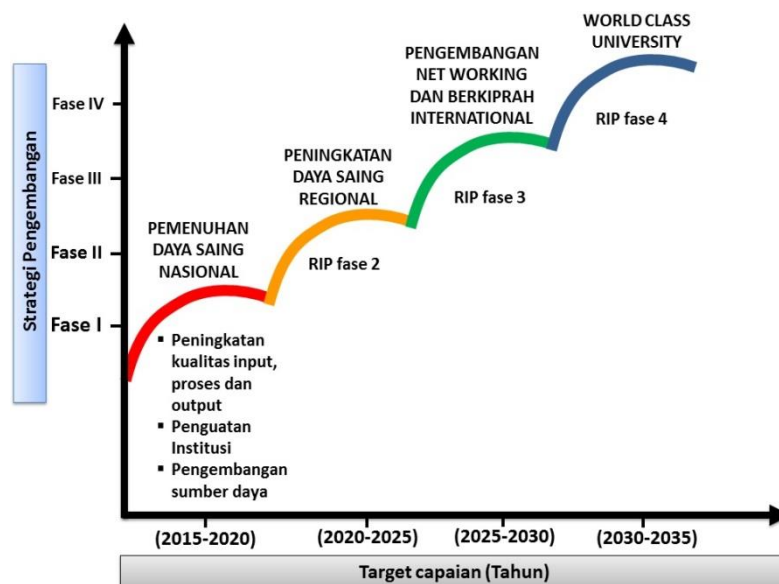 WORLD CLASS
UNIVERSITY
PENGEMBANGAN
NET WORKING
DAN BERKIPRAH
INTERNATIONAL
PENINGKATAN
DAYA SAING
REGIONAL
PEMENUHAN
DAYA SAING
NASIONAL
RIP fase 4
RIP fase 3
RIP fase 2
Strategi Pengembangan
Fase IV
Fase III
Fase II
Fase I
▪ Peningkatan
kualitas input,
proses dan
output
▪ Penguatan
Institusi
▪ Pengembangan
sumber daya
(2015-2020)
(2020-2025)
(2025-2030)
(2030-2035)
Target capaian (Tahun)